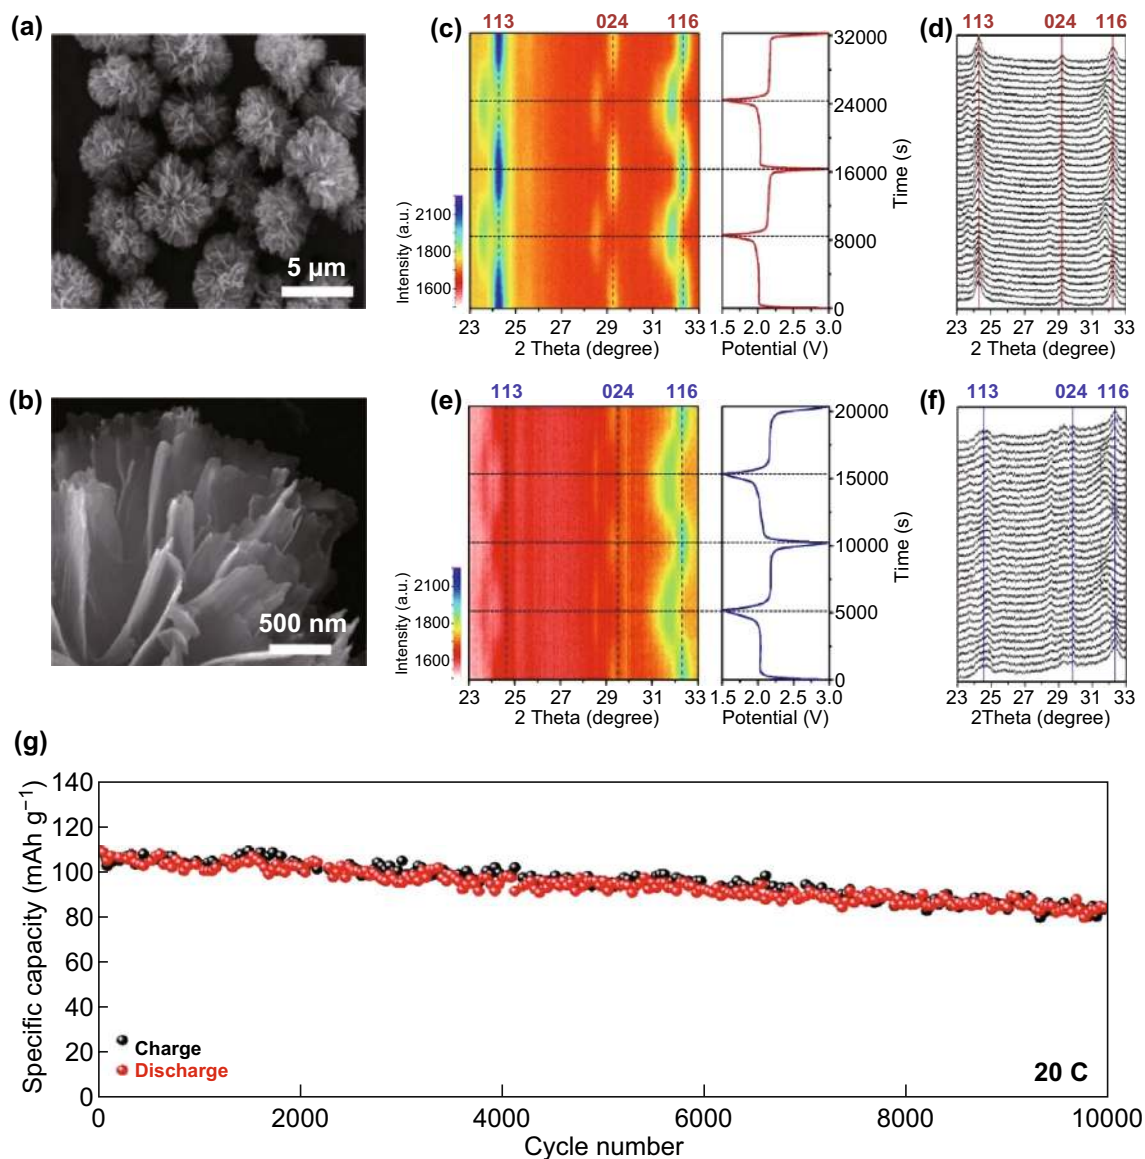 (a)
5 µm
(c)
113 024 116
Intensity (a.u.)
2100
1800
1600
23 25 27 29 31 33
2 Theta (degree)
32000
24000
16000
8000
0
Time (s)
1.5 2.0 2.5 3.0
Potential (V)
(d)
113 024 116
23 25 27 29 31 33
2 Theta (degree)
(b)
500 nm
(e)
113 024 116
Intensity (a.u.)
2100
1800
1600
23 25 27 29 31 33
2 Theta (degree)
20000
15000
10000
5000
0
Time (s)
1.5 2.0 2.5 3.0
Potential (V)
(f)
113 024 116
23 25 27 29 31 33
2Theta (degree)
(g)
Specific capacity (mAh g⁻¹)
140
120
100
80
60
40
20
0
Charge
Discharge
20 C
0 2000 4000 6000 8000 10000
Cycle number